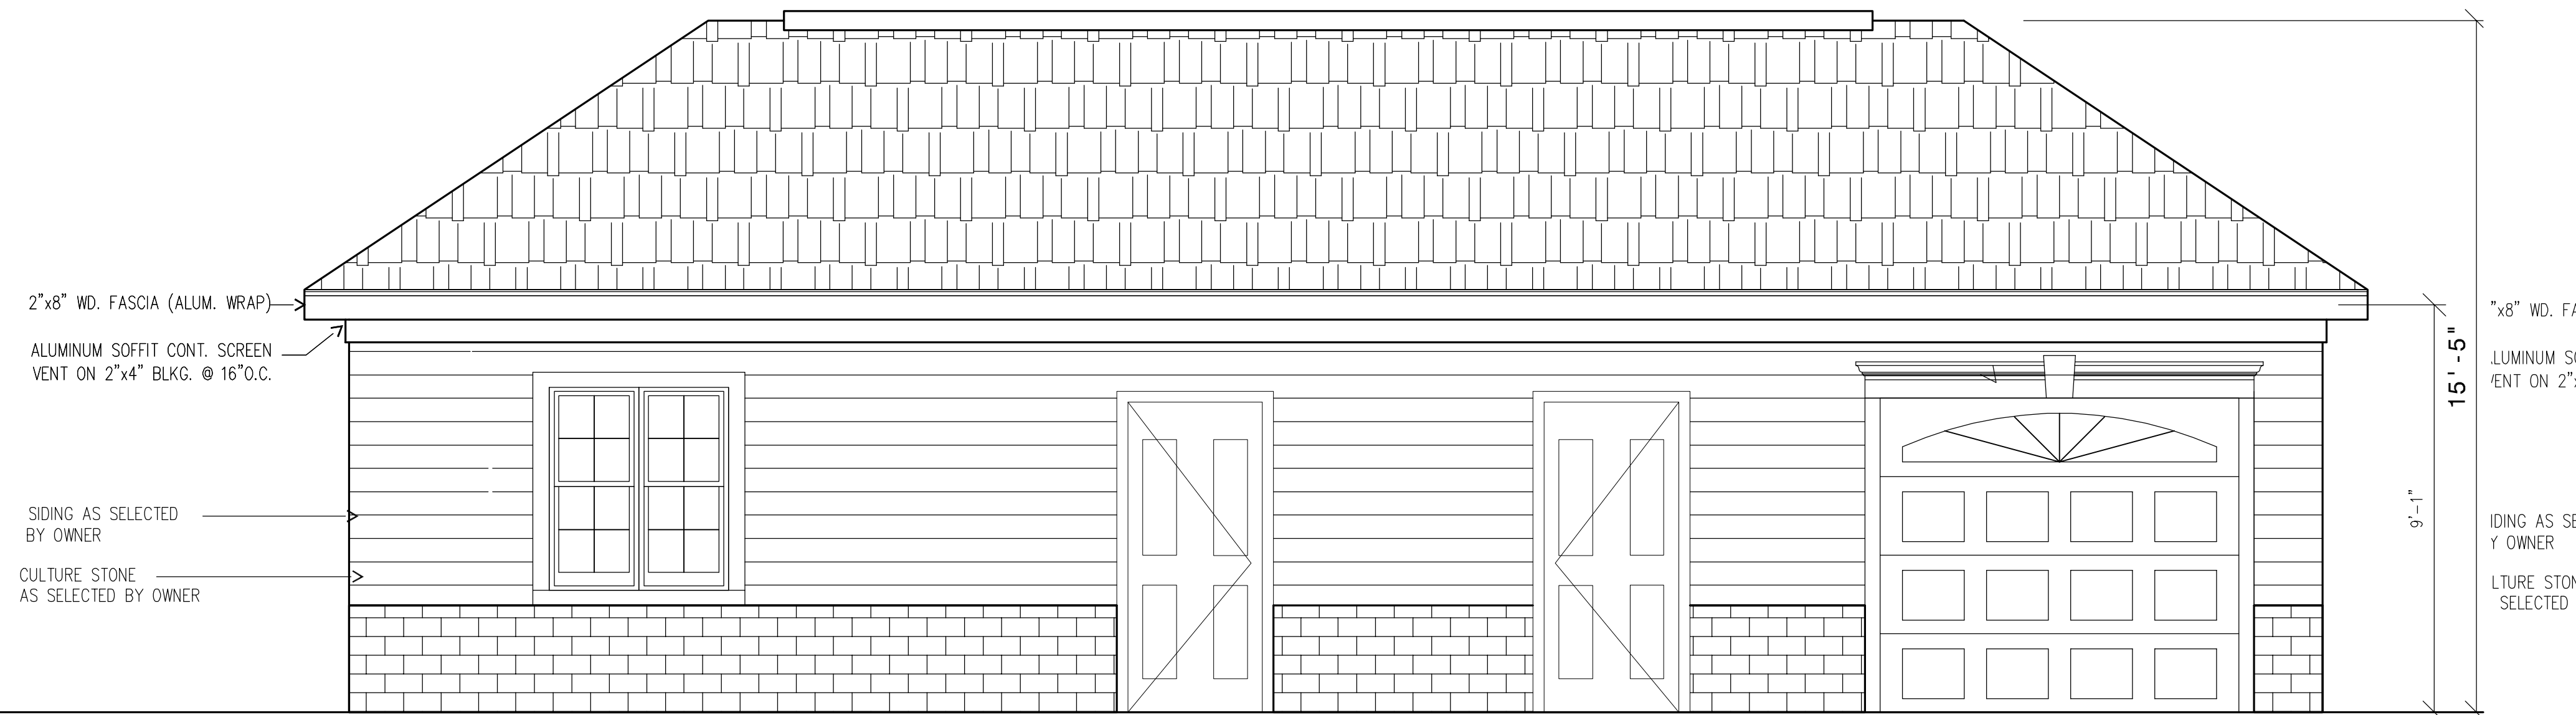 2"x8" WD. FASCIA (ALUM. WRAP)
ALUMINUM SOFFIT CONT. SCREEN
VENT ON 2"x4" BLKG. @ 16"O.C.
SIDING AS SELECTED
BY OWNER
CULTURE STONE
AS SELECTED BY OWNER
15'-5"
9'-1"
"x8" WD. FA
LUMINUM SO
ENT ON 2"
IDING AS SE
Y OWNER
LTURE STON
SELECTED